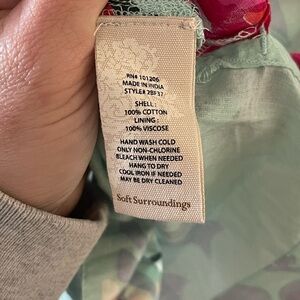 RN# 101206
MADE IN INDIA
STYLE# 2BF37
SHELL:
100% COTTON
LINING:
100% VISCOSE
HAND WASH COLD
ONLY NON-CHLORINE
BLEACH WHEN NEEDED
HANG TO DRY
COOL IRON IF NEEDED
MAY BE DRY CLEANED
Soft Surroundings